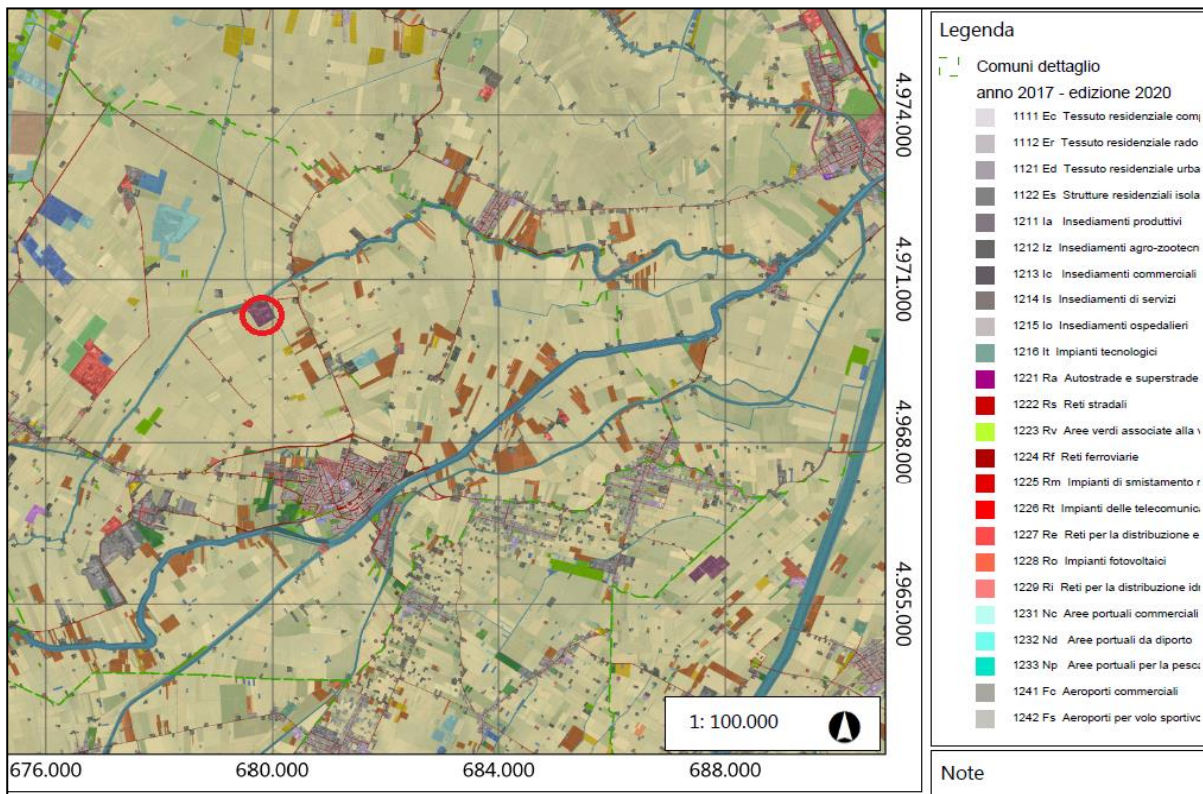 Legenda
Comuni dettaglio
anno 2017 - edizione 2020
1111 Ec Tessuto residenziale com
1112 Er Tessuto residenziale rado
1121 Ed Tessuto residenziale urba
1122 Es Strutture residenziali isola
1211 Ia Insediamenti produttivi
1212 Iz Insediamenti agro-zootecn
1213 Ic Insediamenti commerciali
1214 Is Insediamenti di servizi
1215 Io Insediamenti ospedalieri
1216 It Impianti tecnologici
1221 Ra Autostrade e superstrade
1222 Rs Reti stradali
1223 Rv Aree verdi associate alla v
1224 Rf Reti ferroviarie
1225 Rm Impianti di smistamento r
1226 Rt Impianti delle telecomunic
1227 Re Reti per la distribuzione e
1228 Ro Impianti fotovoltaici
1229 Ri Reti per la distribuzione idr
1231 Nc Aree portuali commerciali
1232 Nd Aree portuali da diporto
1233 Np Aree portuali per la pesca
1241 Fc Aeroporti commerciali
1242 Fs Aeroporti per volo sportivo
Note
4.974.000
4.971.000
4.968.000
4.965.000
1: 100.000
676.000
680.000
684.000
688.000